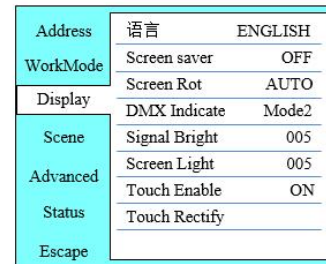 Address
WorkMode
Display
Scene
Advanced
Status
Escape
语言 ENGLISH
Screen saver OFF
Screen Rot AUTO
DMX Indicate Mode2
Signal Bright 005
Screen Light 005
Touch Enable ON
Touch Rectify